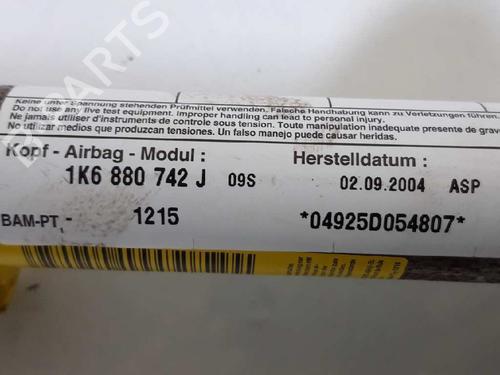 B-PARTS
Keine unter Spannung stehenden Prüfmittel verwenden. Falsche Handhabung kann zu Verletzungen führen.
Do not use any live test equipment. Improper handling can lead to personal injury.
Ne jamais utiliser d'instruments de controle sous tension. Toute manipulation inadequate presente de grav
No utilizar medios que produzcan tensiones. Un falso manejo puede causar heridas.
Kopf - Airbag - Modul : Herstelldatum :
1K6 880 742 J 09S 02.09.2004 ASP
BAM-PT - 1215 *04925D054807*